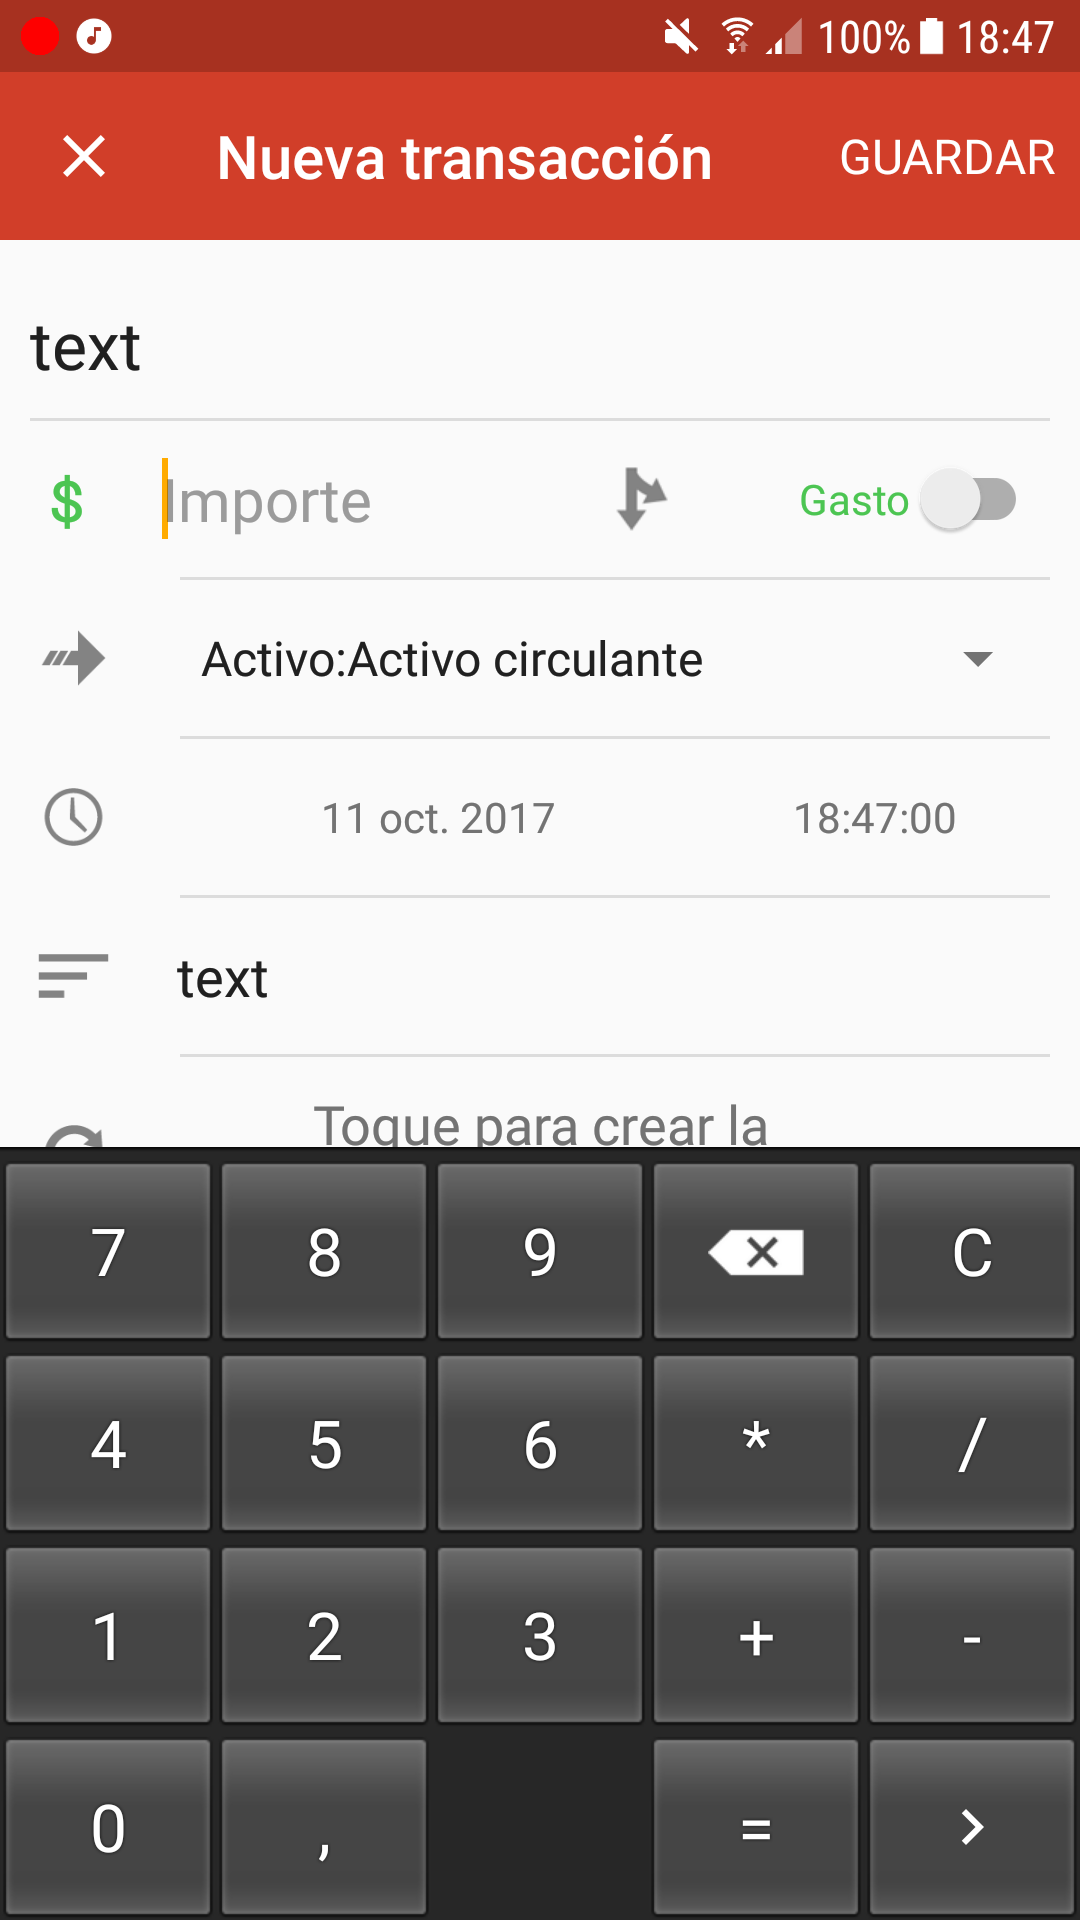 100% 18:47
Nueva transacción GUARDAR
text
$ Importe Gasto
Activo:Activo circulante
11 oct. 2017 18:47:00
text
Toque para crear la
7 8 9 C
4 5 6 * /
1 2 3 + -
0 , = >